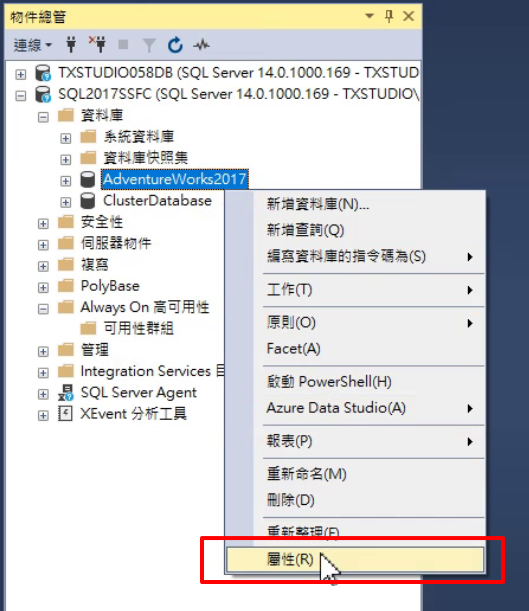 物件總管
連線
TXSTUDIO058DB (SQL Server 14.0.1000.169 - TXSTUD
SQL2017SSFC (SQL Server 14.0.1000.169 - TXSTUDIO\
資料庫
系統資料庫
資料庫快照集
AdventureWorks2017
ClusterDatabase
安全性
伺服器物件
複寫
PolyBase
Always On 高可用性
可用性群組
管理
Integration Services 目
SQL Server Agent
XEvent 分析工具
新增資料庫(N)...
新增查詢(Q)
編寫資料庫的指令碼為(S)
工作(T)
原則(O)
Facet(A)
啟動 PowerShell(H)
Azure Data Studio(A)
報表(P)
重新命名(M)
刪除(D)
重新整理(F)
屬性(R)